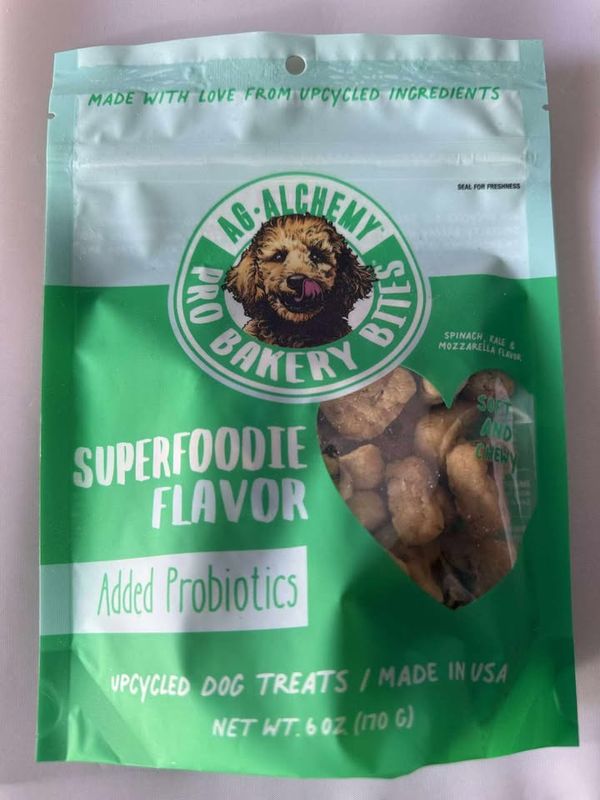 MADE WITH LOVE FROM UPCYCLED INGREDIENTS
SEAL FOR FRESHNESS
AG-ALCHEMY
PRO BAKERY BITES
SPINACH, KALE &
MOZZARELLA FLAVOR
SOFT
AND
CHEWY
SUPERFOODIE
FLAVOR
Added Probiotics
UPCYCLED DOG TREATS / MADE IN USA
NET WT. 6 OZ (170 G)